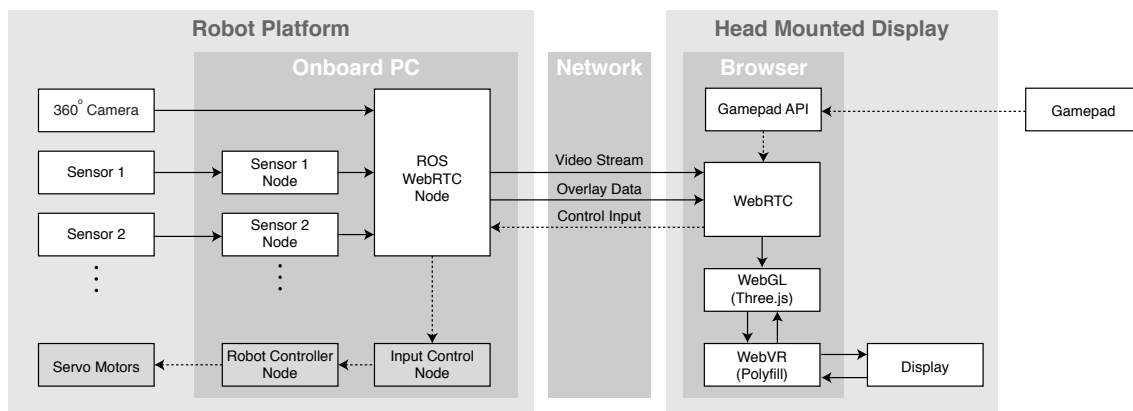 Robot Platform
Head Mounted Display
Onboard PC
Network
Browser
360° Camera
Gamepad API
Gamepad
Sensor 1
Sensor 1
Node
ROS
WebRTC
Node
Video Stream
Overlay Data
Control Input
WebRTC
Sensor 2
Sensor 2
Node
WebGL
(Three.js)
Servo Motors
Robot Controller
Node
Input Control
Node
WebVR
(Polyfill)
Display